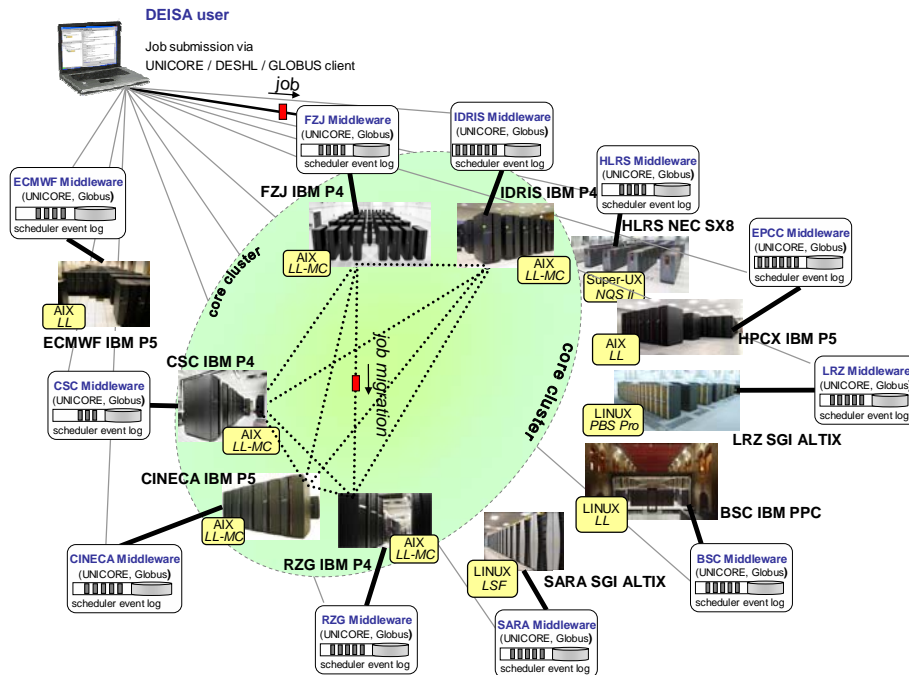 DEISA user
Job submission via
UNICORE / DESHL / GLOBUS client
job
FZJ Middleware
(UNICORE, Globus)
scheduler event log
IDRIS Middleware
(UNICORE, Globus)
scheduler event log
HLRS Middleware
(UNICORE, Globus)
scheduler event log
ECMWF Middleware
(UNICORE, Globus)
scheduler event log
FZJ IBM P4
IDRIS IBM P4
HLRS NEC SX8
EPCC Middleware
(UNICORE, Globus)
scheduler event log
AIX
LL-MC
AIX
LL-MC
Super-UX
NQS II
core cluster
AIX
LL
ECMWF IBM P5
AIX
LL
HPCX IBM P5
CSC IBM P4
job migration
core cluster
CSC Middleware
(UNICORE, Globus)
scheduler event log
LRZ Middleware
(UNICORE, Globus)
scheduler event log
AIX
LL-MC
LINUX
PBS Pro
LRZ SGI ALTIX
CINECA IBM P5
AIX
LL-MC
LINUX
LL
BSC IBM PPC
RZG IBM P4
AIX
LL-MC
LINUX
LSF
SARA SGI ALTIX
CINECA Middleware
(UNICORE, Globus)
scheduler event log
BSC Middleware
(UNICORE, Globus)
scheduler event log
RZG Middleware
(UNICORE, Globus)
scheduler event log
SARA Middleware
(UNICORE, Globus)
scheduler event log